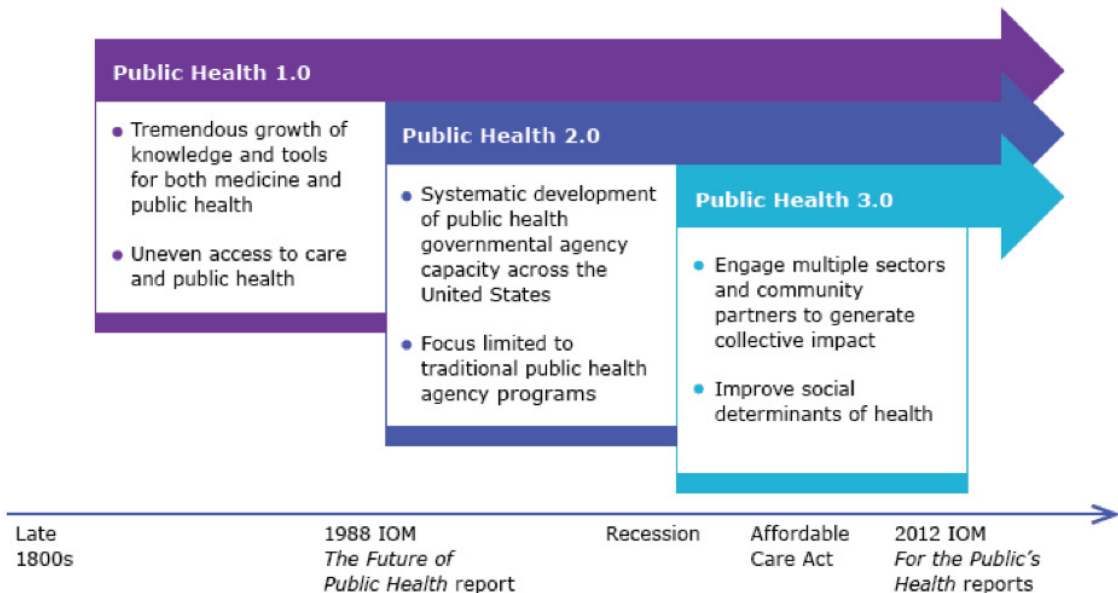 Public Health 1.0
• Tremendous growth of
knowledge and tools
for both medicine and
public health
• Uneven access to care
and public health
Public Health 2.0
• Systematic development
of public health
governmental agency
capacity across the
United States
• Focus limited to
traditional public health
agency programs
Public Health 3.0
• Engage multiple sectors
and community
partners to generate
collective impact
• Improve social
determinants of health
Late
1800s
1988 IOM
The Future of
Public Health report
Recession
Affordable
Care Act
2012 IOM
For the Public's
Health reports